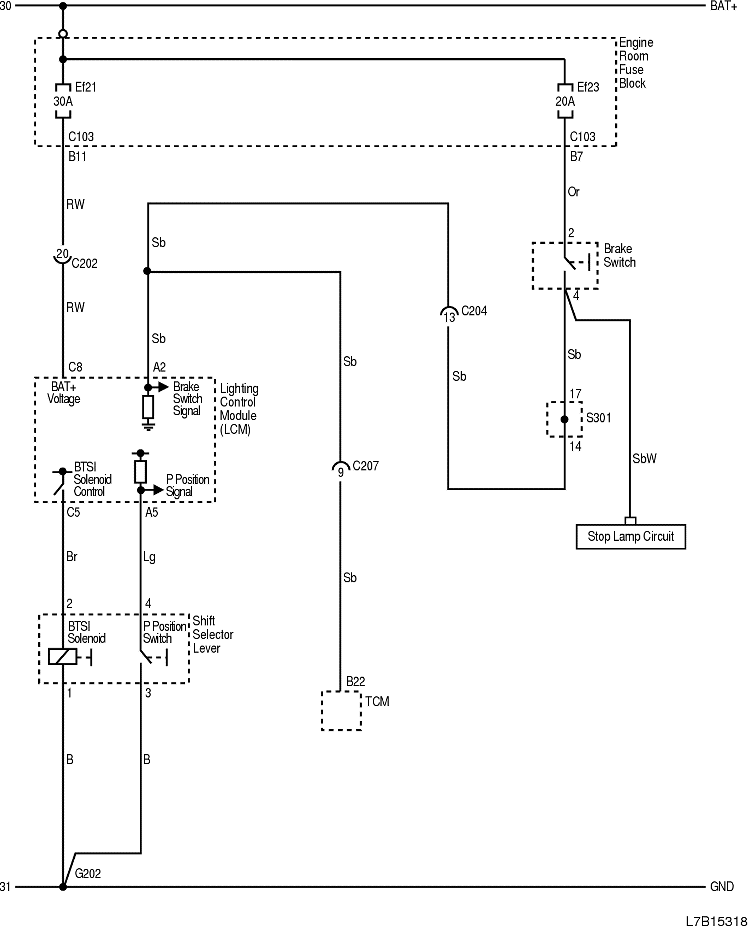 30
BAT+
Engine
Room
Fuse
Block
Ef21
30A
Ef23
20A
C103
C103
B11
B7
RW
Or
Sb
20
C202
2
Brake
Switch
4
RW
C204
13
Sb
Sb
Sb
Sb
C8
A2
BAT+
Voltage
Brake
Switch
Signal
Lighting
Control
Module
(LCM)
17
S301
14
BTSI
Solenoid
Control
P Position
Signal
C207
9
SbW
C5
A5
Stop Lamp Circuit
Br
Lg
Sb
2
4
BTSI
Solenoid
P Position
Switch
Shift
Selector
Lever
1
3
B22
TCM
B
B
G202
31
GND
L7B15318